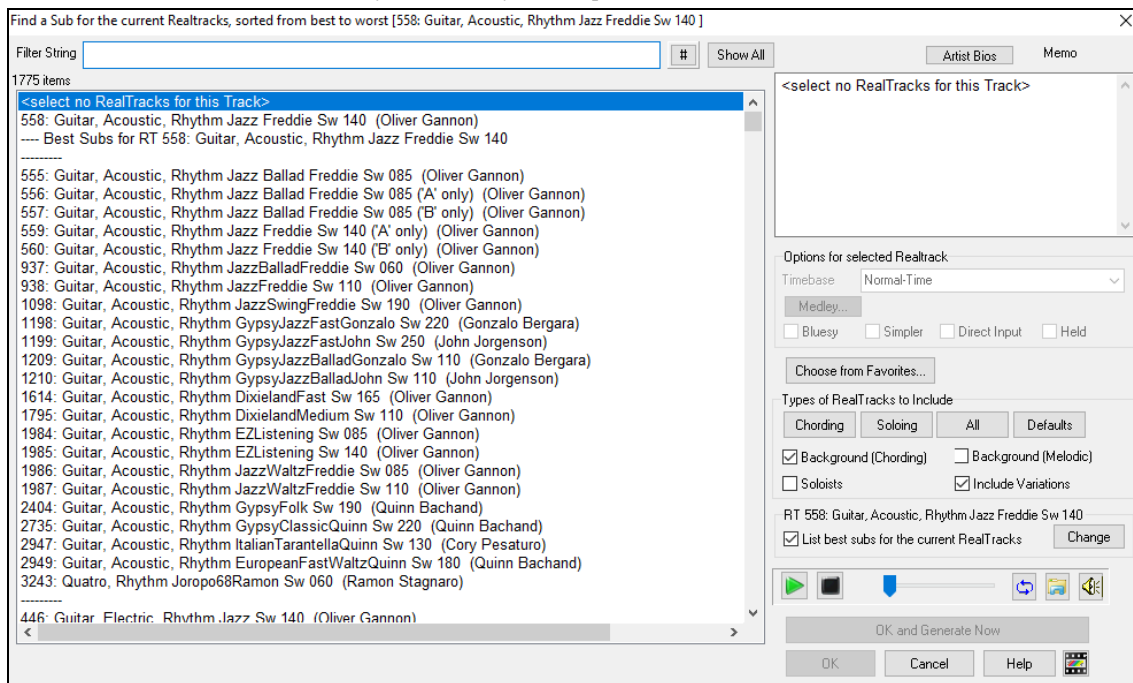 Find a Sub for the current Realtracks, sorted from best to worst [558: Guitar, Acoustic, Rhythm Jazz Freddie Sw 140 ]
Filter String
#
Show All
Artist Bios
Memo
1775 items
<select no RealTracks for this Track>
558: Guitar, Acoustic, Rhythm Jazz Freddie Sw 140 (Oliver Gannon)
---- Best Subs for RT 558: Guitar, Acoustic, Rhythm Jazz Freddie Sw 140
---------
555: Guitar, Acoustic, Rhythm Jazz Ballad Freddie Sw 085 (Oliver Gannon)
556: Guitar, Acoustic, Rhythm Jazz Ballad Freddie Sw 085 ('A' only) (Oliver Gannon)
557: Guitar, Acoustic, Rhythm Jazz Ballad Freddie Sw 085 ('B' only) (Oliver Gannon)
559: Guitar, Acoustic, Rhythm Jazz Freddie Sw 140 ('A' only) (Oliver Gannon)
560: Guitar, Acoustic, Rhythm Jazz Freddie Sw 140 ('B' only) (Oliver Gannon)
937: Guitar, Acoustic, Rhythm JazzBalladFreddie Sw 060 (Oliver Gannon)
938: Guitar, Acoustic, Rhythm JazzFreddie Sw 110 (Oliver Gannon)
1098: Guitar, Acoustic, Rhythm JazzSwingFreddie Sw 190 (Oliver Gannon)
1198: Guitar, Acoustic, Rhythm GypsyJazzFastGonzalo Sw 220 (Gonzalo Bergara)
1199: Guitar, Acoustic, Rhythm GypsyJazzFastJohn Sw 250 (John Jorgenson)
1209: Guitar, Acoustic, Rhythm GypsyJazzBalladGonzalo Sw 110 (Gonzalo Bergara)
1210: Guitar, Acoustic, Rhythm GypsyJazzBalladJohn Sw 110 (John Jorgenson)
1614: Guitar, Acoustic, Rhythm DixielandFast Sw 165 (Oliver Gannon)
1795: Guitar, Acoustic, Rhythm DixielandMedium Sw 110 (Oliver Gannon)
1984: Guitar, Acoustic, Rhythm EZListening Sw 085 (Oliver Gannon)
1985: Guitar, Acoustic, Rhythm EZListening Sw 140 (Oliver Gannon)
1986: Guitar, Acoustic, Rhythm JazzWaltzFreddie Sw 085 (Oliver Gannon)
1987: Guitar, Acoustic, Rhythm JazzWaltzFreddie Sw 110 (Oliver Gannon)
2404: Guitar, Acoustic, Rhythm GypsyFolk Sw 190 (Quinn Bachand)
2735: Guitar, Acoustic, Rhythm GypsyClassicQuinn Sw 220 (Quinn Bachand)
2947: Guitar, Acoustic, Rhythm ItalianTarantellaQuinn Sw 130 (Cory Pesaturo)
2949: Guitar, Acoustic, Rhythm EuropeanFastWaltzQuinn Sw 180 (Quinn Bachand)
3243: Quatro, Rhythm Joropo68Ramon Sw 060 (Ramon Stagnaro)
---------
446: Guitar, Electric, Rhythm Jazz Sw 140 (Oliver Gannon)
<select no RealTracks for this Track>
Options for selected Realtrack
Timebase
Normal-Time
Medley...
Bluesy
Simpler
Direct Input
Held
Choose from Favorites...
Types of RealTracks to Include
Chording
Soloing
All
Defaults
Background (Chording)
Background (Melodic)
Soloists
Include Variations
RT 558: Guitar, Acoustic, Rhythm Jazz Freddie Sw 140
List best subs for the current RealTracks
Change
OK and Generate Now
OK
Cancel
Help